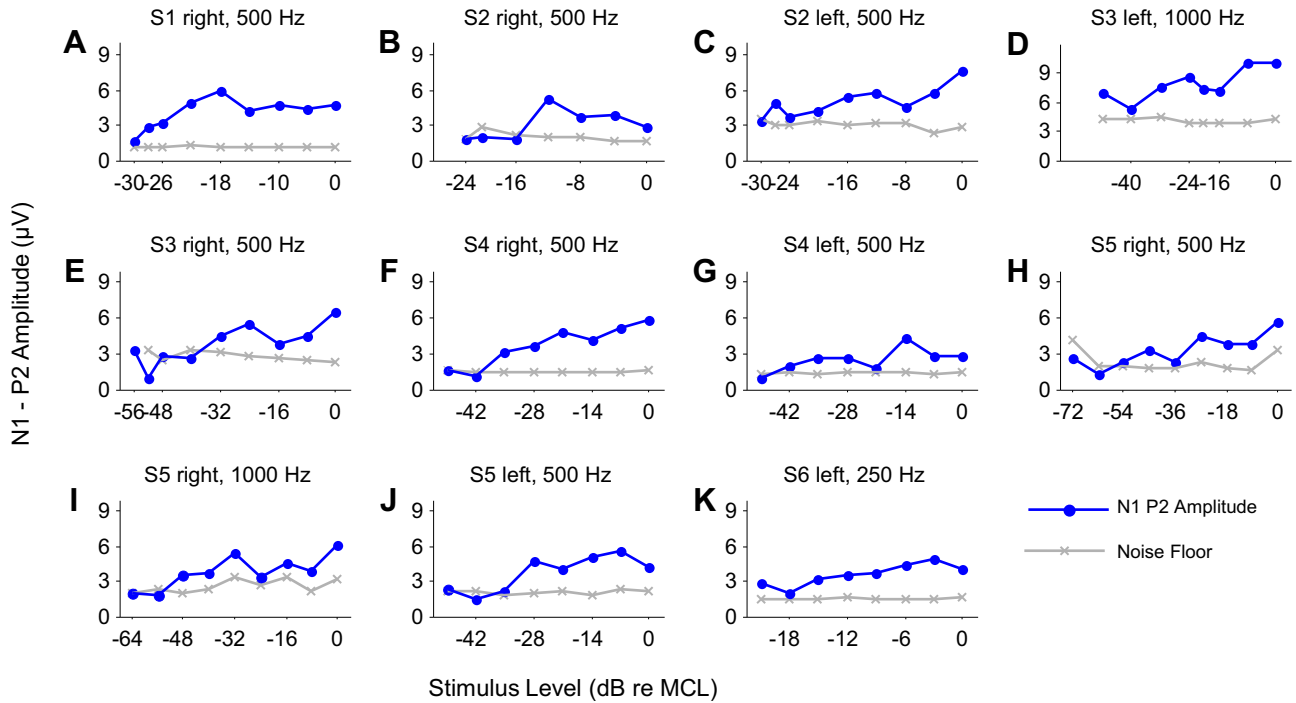 S1 right, 500 Hz
S2 right, 500 Hz
S2 left, 500 Hz
S3 left, 1000 Hz
A
B
C
D
9
6
3
0
-30-26 -18 -10 0
9
6
3
0
-24 -16 -8 0
9
6
3
0
-30-24 -16 -8 0
9
6
3
0
-40 -24-16 0
N1 - P2 Amplitude (µV)
S3 right, 500 Hz
S4 right, 500 Hz
S4 left, 500 Hz
S5 right, 500 Hz
E
F
G
H
9
6
3
0
-56-48 -32 -16 0
9
6
3
0
-42 -28 -14 0
9
6
3
0
-42 -28 -14 0
9
6
3
0
-72 -54 -36 -18 0
S5 right, 1000 Hz
S5 left, 500 Hz
S6 left, 250 Hz
I
J
K
9
6
3
0
-64 -48 -32 -16 0
9
6
3
0
-42 -28 -14 0
9
6
3
0
-18 -12 -6 0
N1 P2 Amplitude
Noise Floor
Stimulus Level (dB re MCL)